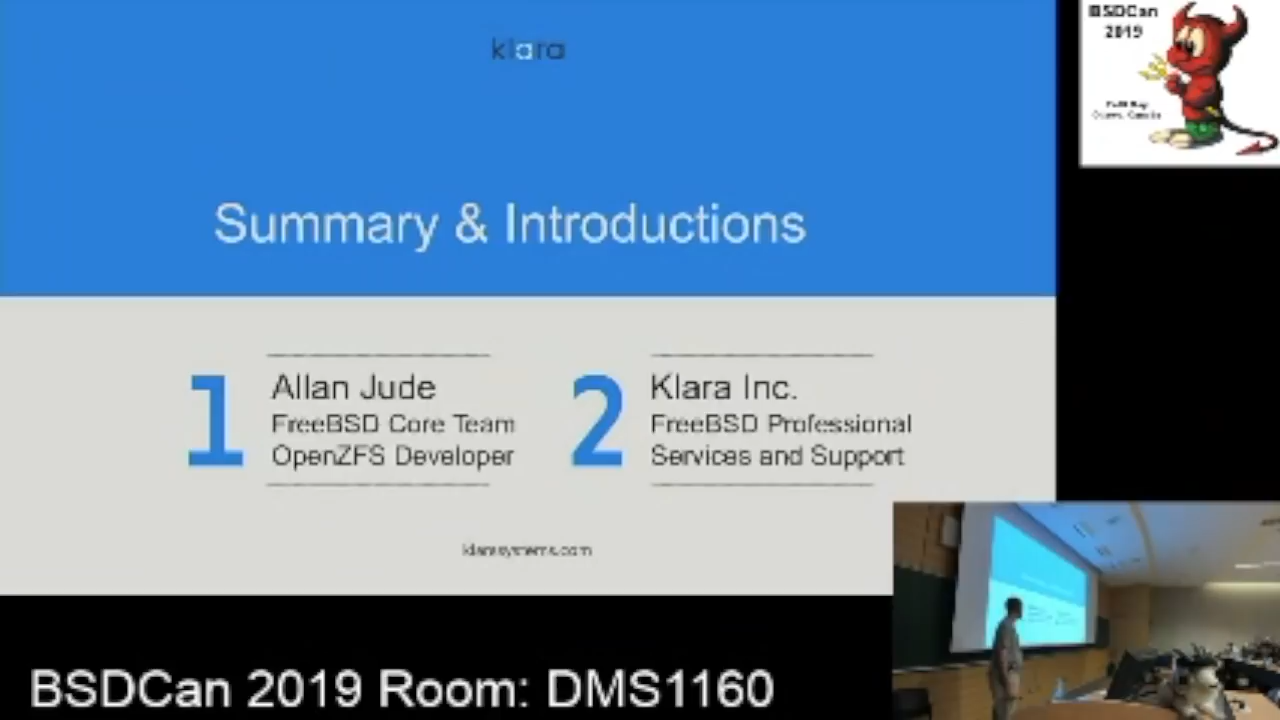 klara
BSDCan
2019
Summary & Introductions
1
Allan Jude
FreeBSD Core Team
OpenZFS Developer
2
Klara Inc.
FreeBSD Professional
Services and Support
klarasystems.com
BSDCan 2019 Room: DMS1160